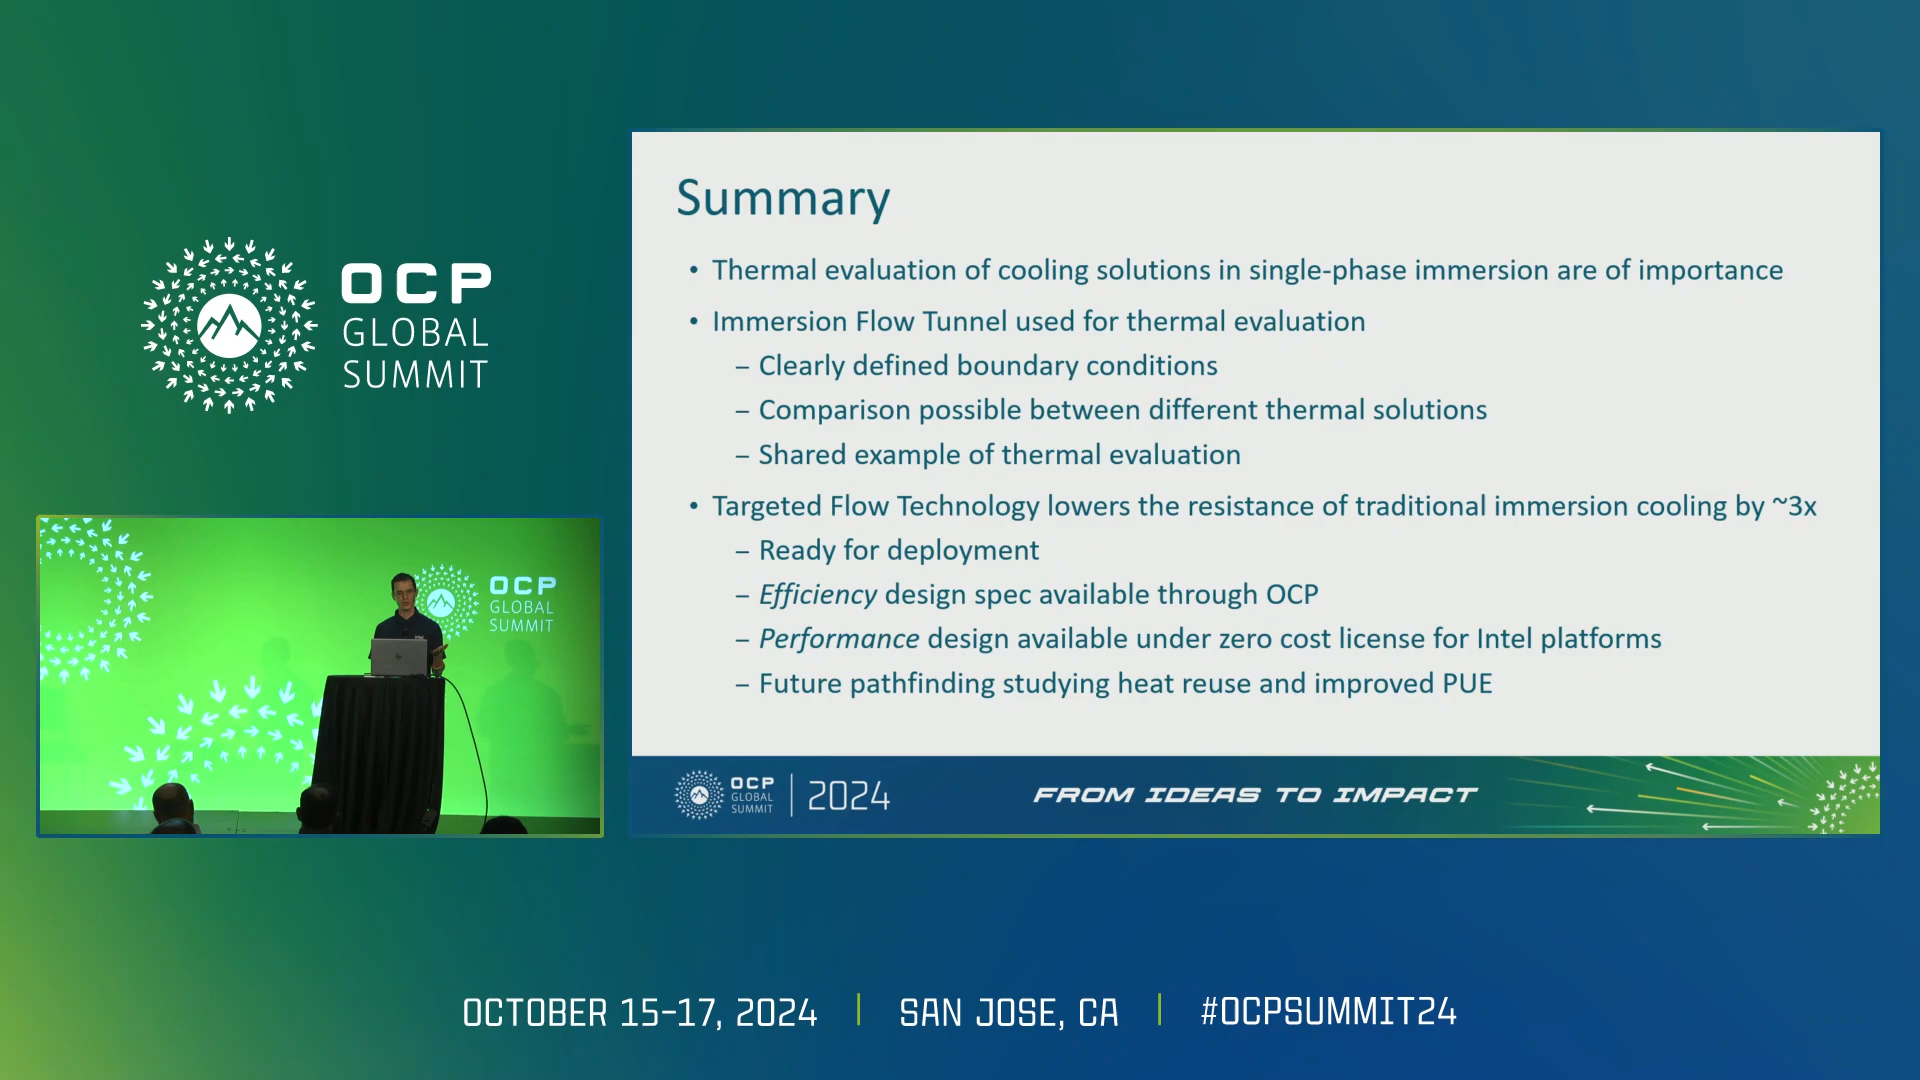 OCP
GLOBAL
SUMMIT
OCP
GLOBAL
SUMMIT
Summary
• Thermal evaluation of cooling solutions in single-phase immersion are of importance
• Immersion Flow Tunnel used for thermal evaluation
– Clearly defined boundary conditions
– Comparison possible between different thermal solutions
– Shared example of thermal evaluation
• Targeted Flow Technology lowers the resistance of traditional immersion cooling by ~3x
– Ready for deployment
– Efficiency design spec available through OCP
– Performance design available under zero cost license for Intel platforms
– Future pathfinding studying heat reuse and improved PUE
OCP
GLOBAL
SUMMIT
2024
FROM IDEAS TO IMPACT
OCTOBER 15-17, 2024 | SAN JOSE, CA | #OCPSUMMIT24